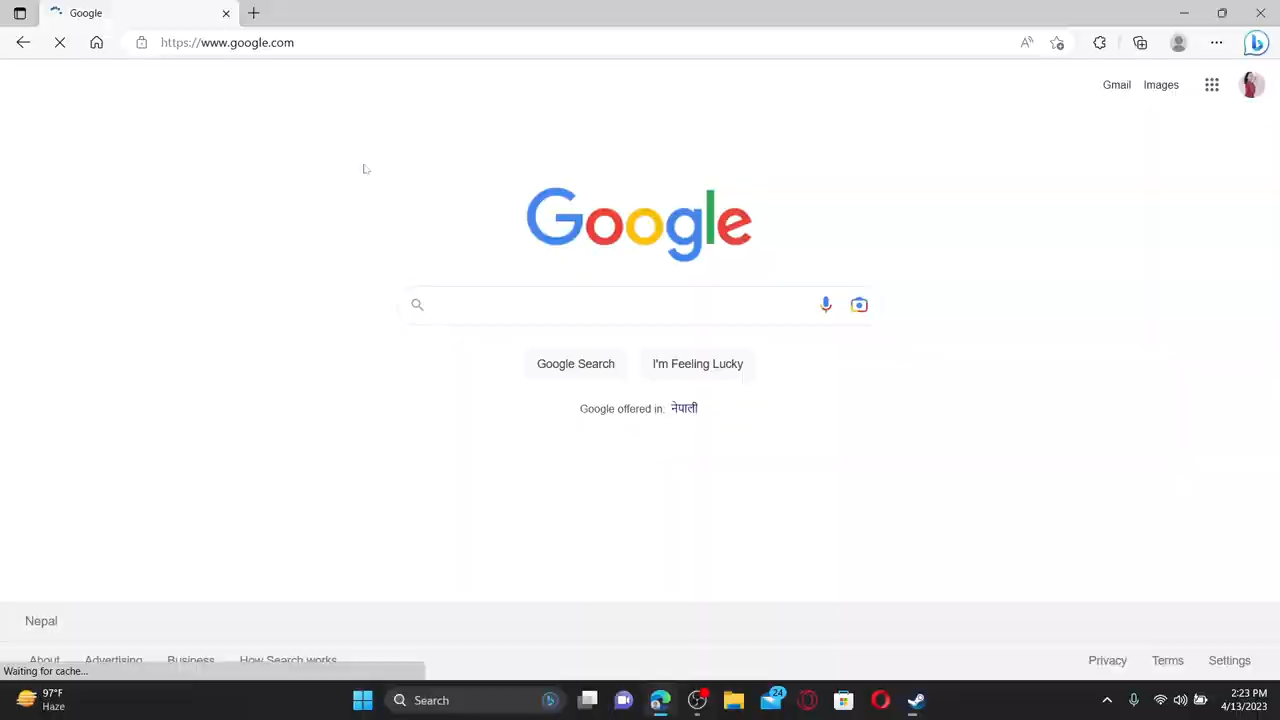 Google
https://www.google.com
Gmail Images
Google
Google Search I'm Feeling Lucky
Google offered in: नेपाली
Nepal
About Advertising Business How Search works
Privacy Terms Settings
Waiting for cache...
97°F
Haze
Search
24
2:23 PM
4/13/2023